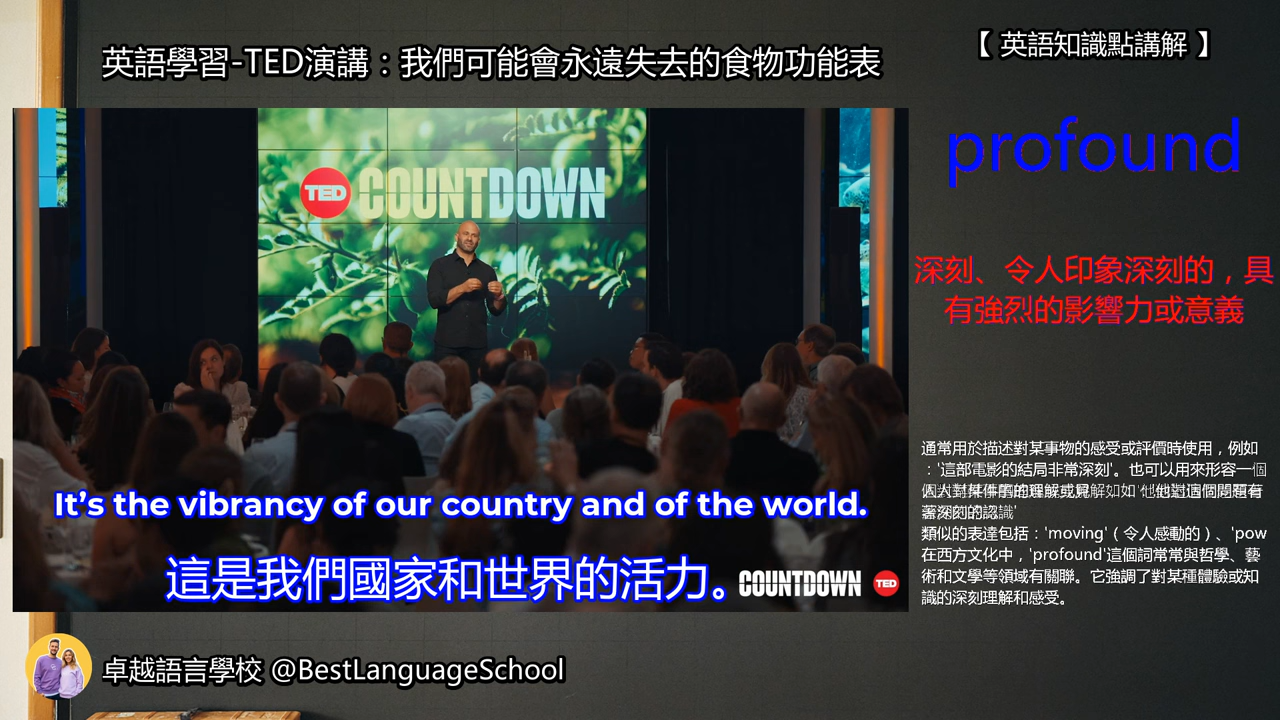 英語學習-TED演講：我們可能會永遠失去的食物功能表
【 英語知識點講解 】
TED COUNTDOWN
profound
深刻、令人印象深刻的，具
有強烈的影響力或意義
通常用於描述對某事物的感受或評價時使用，例如
：'這部電影的結局非常深刻'。也可以用來形容一個
著深刻的認識'
類似的表達包括：'moving'（令人感動的）、'pow
在西方文化中，'profound'這個詞常常與哲學、藝
術和文學等領域有關聯。它強調了對某種體驗或知
識的深刻理解和感受。
It's the vibrancy of our country and of the world.
這是我們國家和世界的活力。
COUNTDOWN TED
卓越語言學校 @BestLanguageSchool